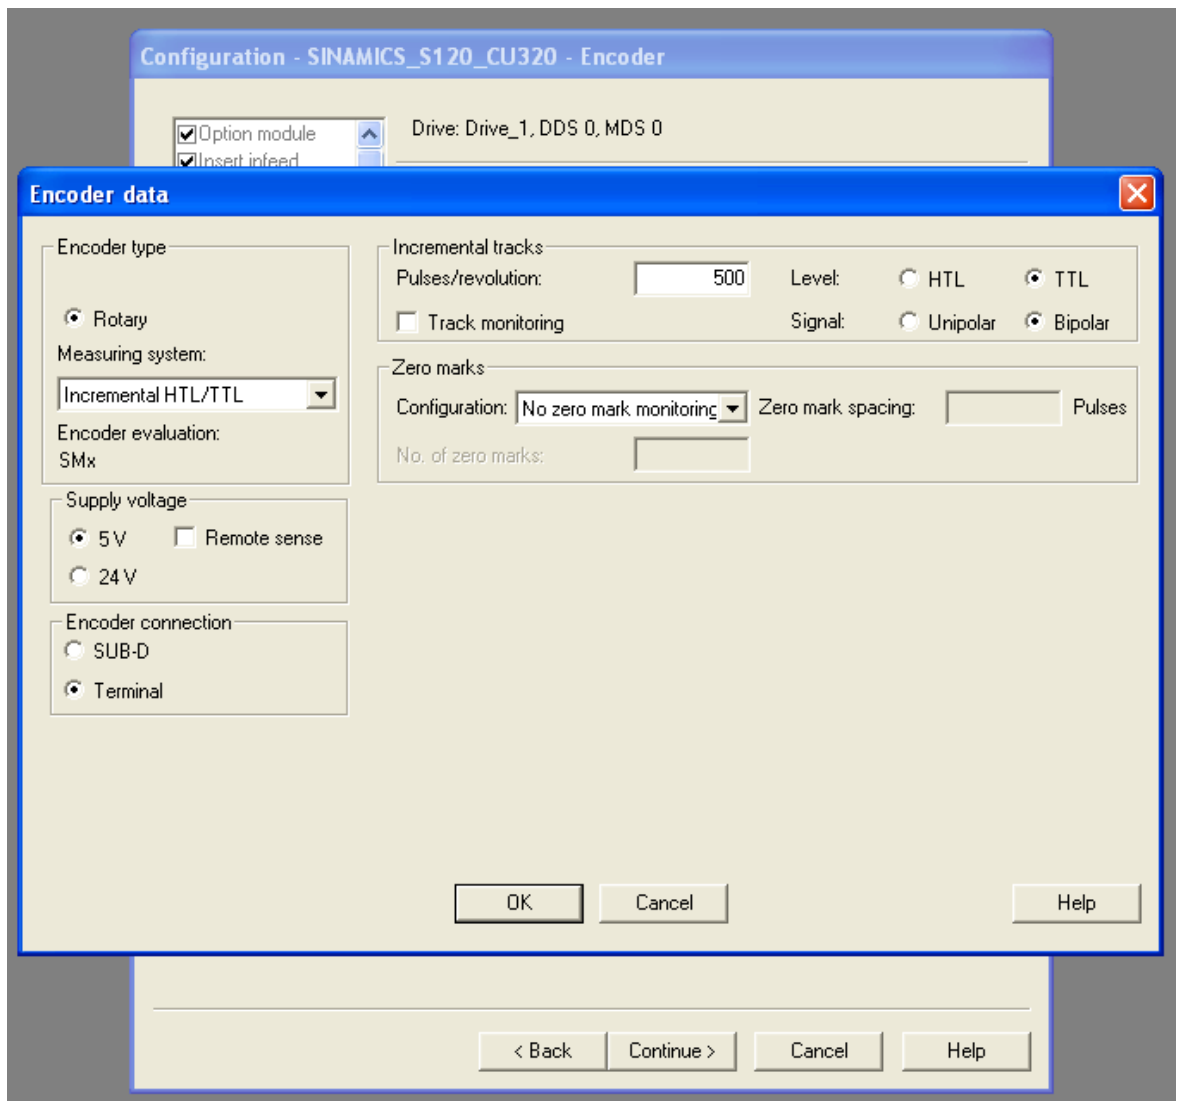 Configuration - SINAMICS_S120_CU320 - Encoder
Option module
Drive: Drive_1, DDS 0, MDS 0
Insert infeed
Encoder data
Encoder type
Rotary
Measuring system:
Incremental HTL/TTL
Encoder evaluation:
SMx
Supply voltage
5 V Remote sense
24 V
Encoder connection
SUB-D
Terminal
Incremental tracks
Pulses/revolution: 500 Level: HTL TTL
Track monitoring Signal: Unipolar Bipolar
Zero marks
Configuration: No zero mark monitoring Zero mark spacing: Pulses
No. of zero marks:
OK Cancel Help
< Back Continue > Cancel Help